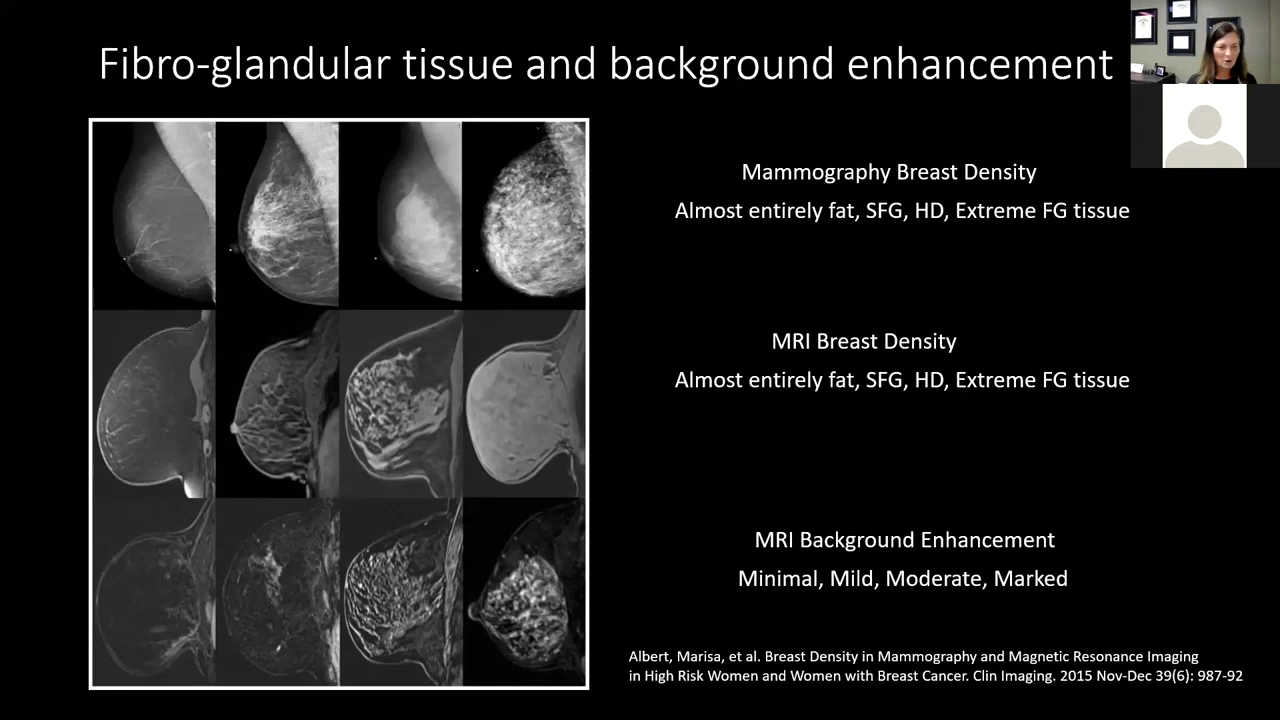 Fibro-glandular tissue and background enhancement
Mammography Breast Density
Almost entirely fat, SFG, HD, Extreme FG tissue
MRI Breast Density
Almost entirely fat, SFG, HD, Extreme FG tissue
MRI Background Enhancement
Minimal, Mild, Moderate, Marked
Albert, Marisa, et al. Breast Density in Mammography and Magnetic Resonance Imaging
in High Risk Women and Women with Breast Cancer. Clin Imaging. 2015 Nov-Dec 39(6): 987-92